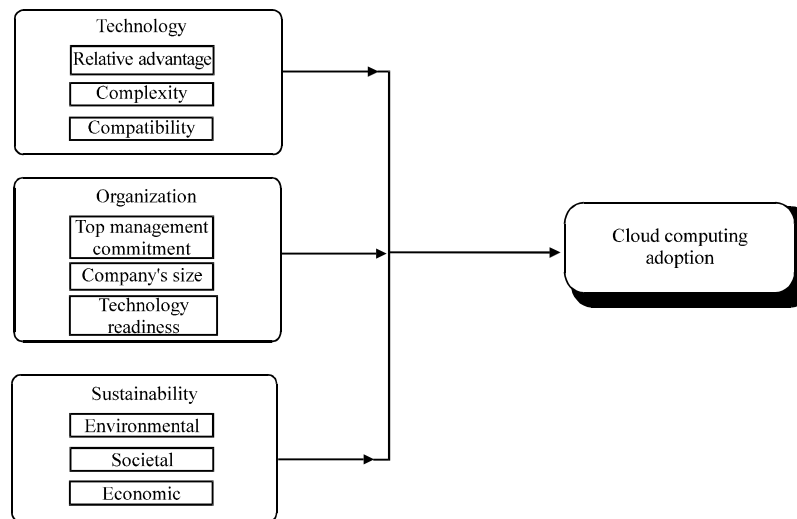 Technology
Relative advantage
Complexity
Compatibility
Organization
Top management
commitment
Company's size
Technology
readiness
Sustainability
Environmental
Societal
Economic
Cloud computing
adoption